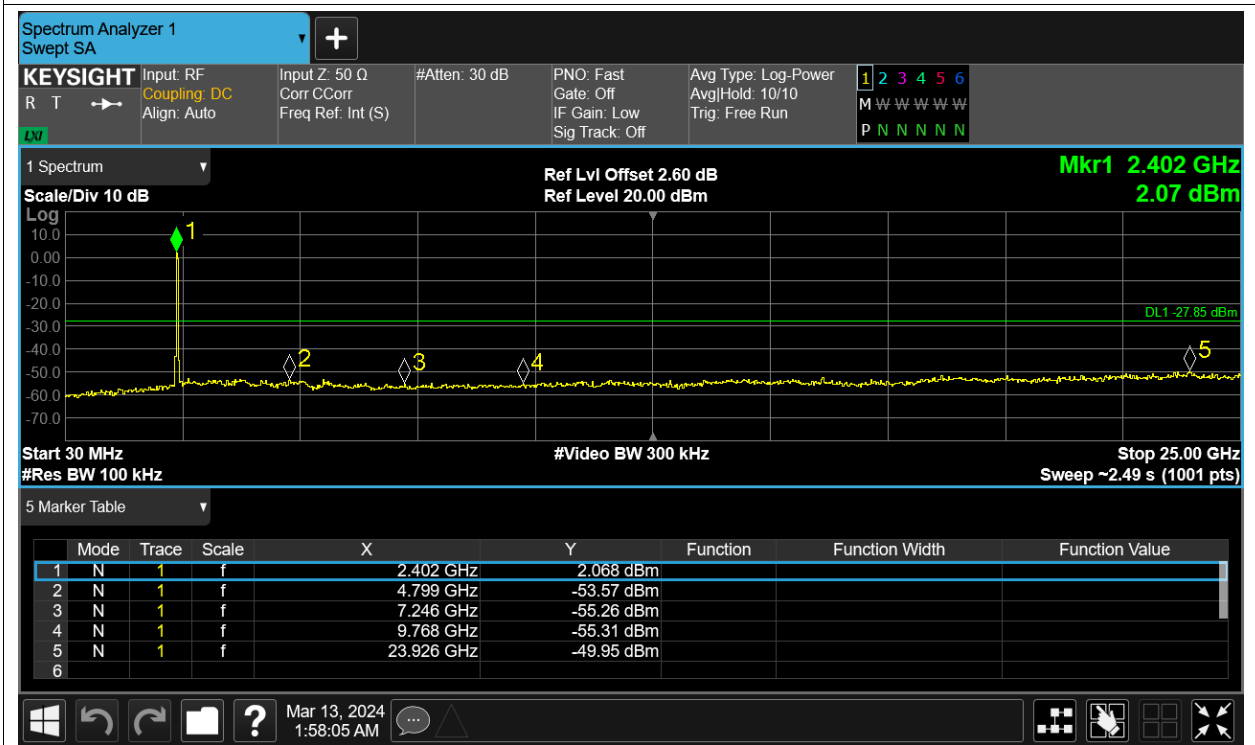 Spectrum Analyzer 1
Swept SA
KEYSIGHT
R T
LXI
Input: RF
Coupling: DC
Align: Auto
Input Z: 50 Ω
Corr CCorr
Freq Ref: Int (S)
#Atten: 30 dB
PNO: Fast
Gate: Off
IF Gain: Low
Sig Track: Off
Avg Type: Log-Power
Avg|Hold: 10/10
Trig: Free Run
1 2 3 4 5 6
M W W W W W
P N N N N N
1 Spectrum
Scale/Div 10 dB
Ref Lvl Offset 2.60 dB
Ref Level 20.00 dBm
Mkr1 2.402 GHz
2.07 dBm
Log
10.0
0.00
-10.0
-20.0
-30.0
-40.0
-50.0
-60.0
-70.0
1
2
3
4
5
DL1 -27.85 dBm
Start 30 MHz
#Video BW 300 kHz
Stop 25.00 GHz
#Res BW 100 kHz
Sweep ~2.49 s (1001 pts)
5 Marker Table
Mode Trace Scale X Y Function Function Width Function Value
1 N 1 f 2.402 GHz 2.068 dBm
2 N 1 f 4.799 GHz -53.57 dBm
3 N 1 f 7.246 GHz -55.26 dBm
4 N 1 f 9.768 GHz -55.31 dBm
5 N 1 f 23.926 GHz -49.95 dBm
6
?
Mar 13, 2024
1:58:05 AM